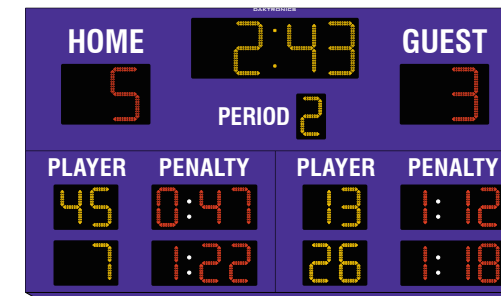 DAKTRONICS
HOME 2:43 GUEST
5 3
PERIOD 2
PLAYER PENALTY PLAYER PENALTY
45 0:47 13 1:12
7 1:22 26 1:18